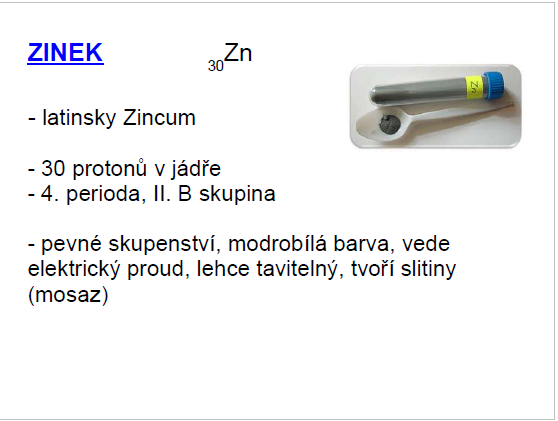 ZINEK
₃₀Zn
Zn
- latinsky Zincum
- 30 protonů v jádře
- 4. perioda, II. B skupina
- pevné skupenství, modrobílá barva, vede
elektrický proud, lehce tavitelný, tvoří slitiny
(mosaz)